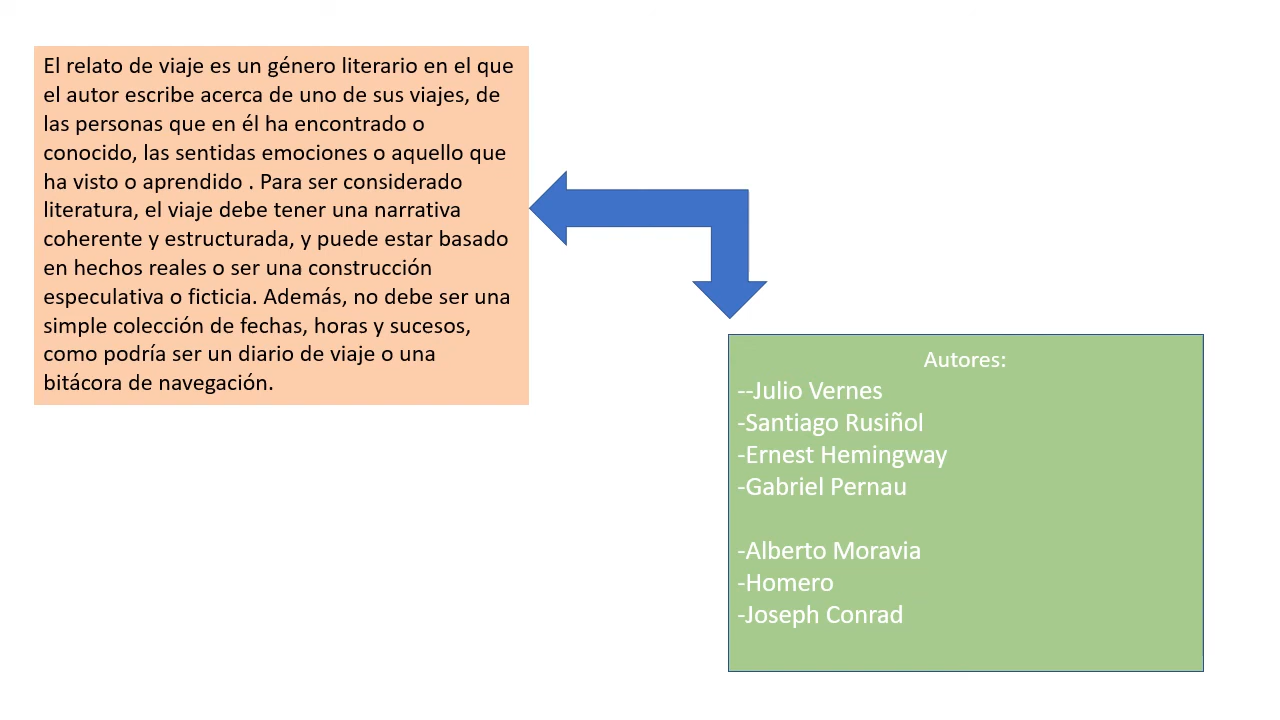 El relato de viaje es un género literario en el que
el autor escribe acerca de uno de sus viajes, de
las personas que en él ha encontrado o
conocido, las sentidas emociones o aquello que
ha visto o aprendido . Para ser considerado
literatura, el viaje debe tener una narrativa
coherente y estructurada, y puede estar basado
en hechos reales o ser una construcción
especulativa o ficticia. Además, no debe ser una
simple colección de fechas, horas y sucesos,
como podría ser un diario de viaje o una
bitácora de navegación.
Autores:
--Julio Vernes
-Santiago Rusiñol
-Ernest Hemingway
-Gabriel Pernau
-Alberto Moravia
-Homero
-Joseph Conrad